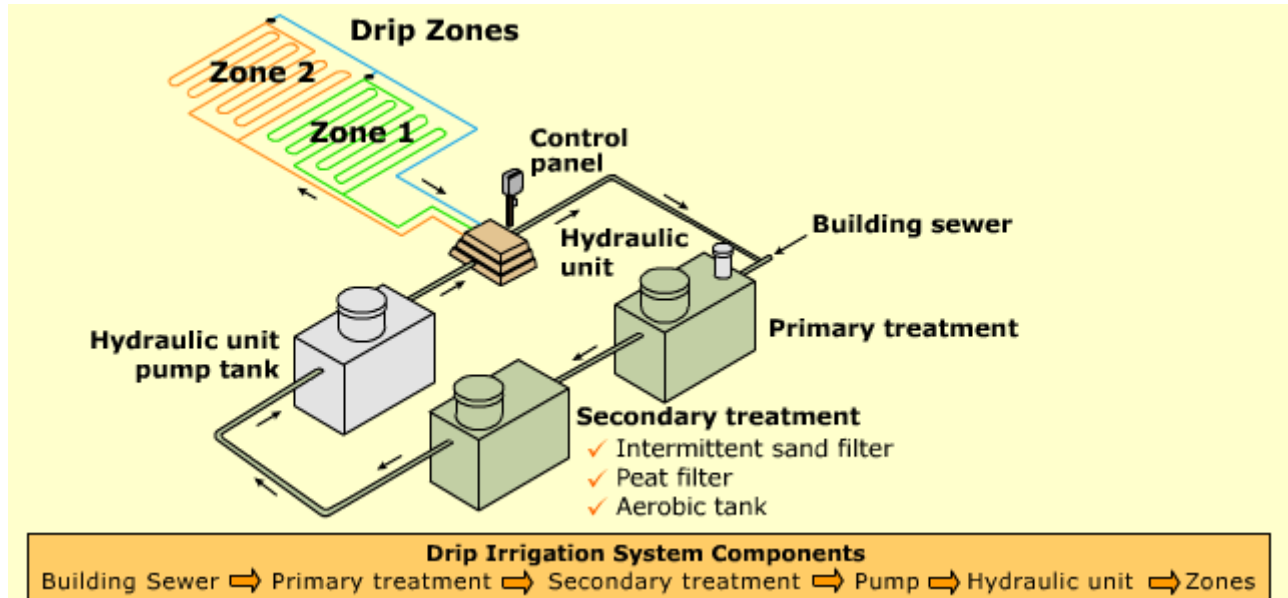 Drip Zones
Zone 2
Zone 1
Control
panel
Building sewer
Hydraulic
unit
Primary treatment
Hydraulic unit
pump tank
Secondary treatment
✓ Intermittent sand filter
✓ Peat filter
✓ Aerobic tank
Drip Irrigation System Components
Building Sewer ⇨ Primary treatment ⇨ Secondary treatment ⇨ Pump ⇨ Hydraulic unit ⇨ Zones